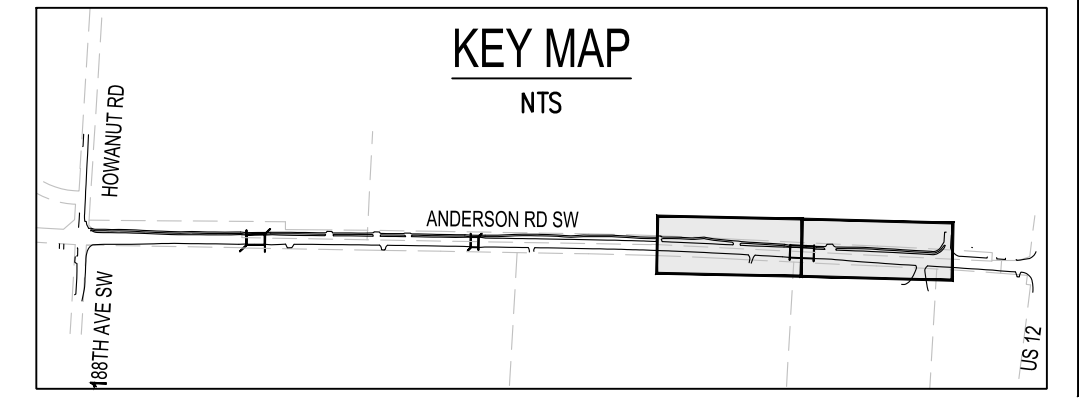 KEY MAP
NTS
HOWANUT RD
ANDERSON RD SW
188TH AVE SW
US 12